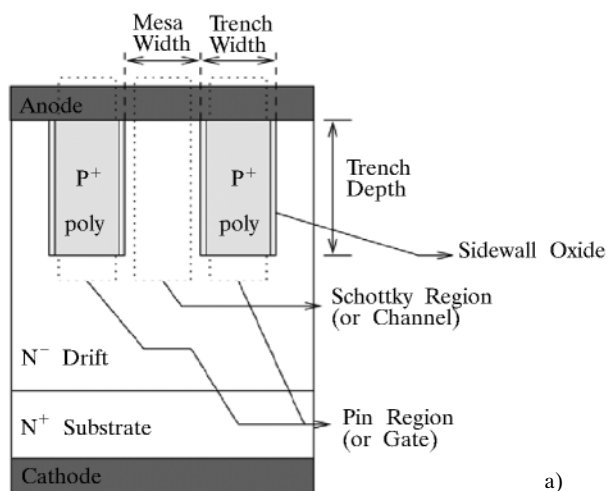 Mesa Width
Trench Width
Anode
P+ poly
P+ poly
Trench Depth
Sidewall Oxide
Schottky Region
(or Channel)
N− Drift
N+ Substrate
Pin Region
(or Gate)
Cathode
a)